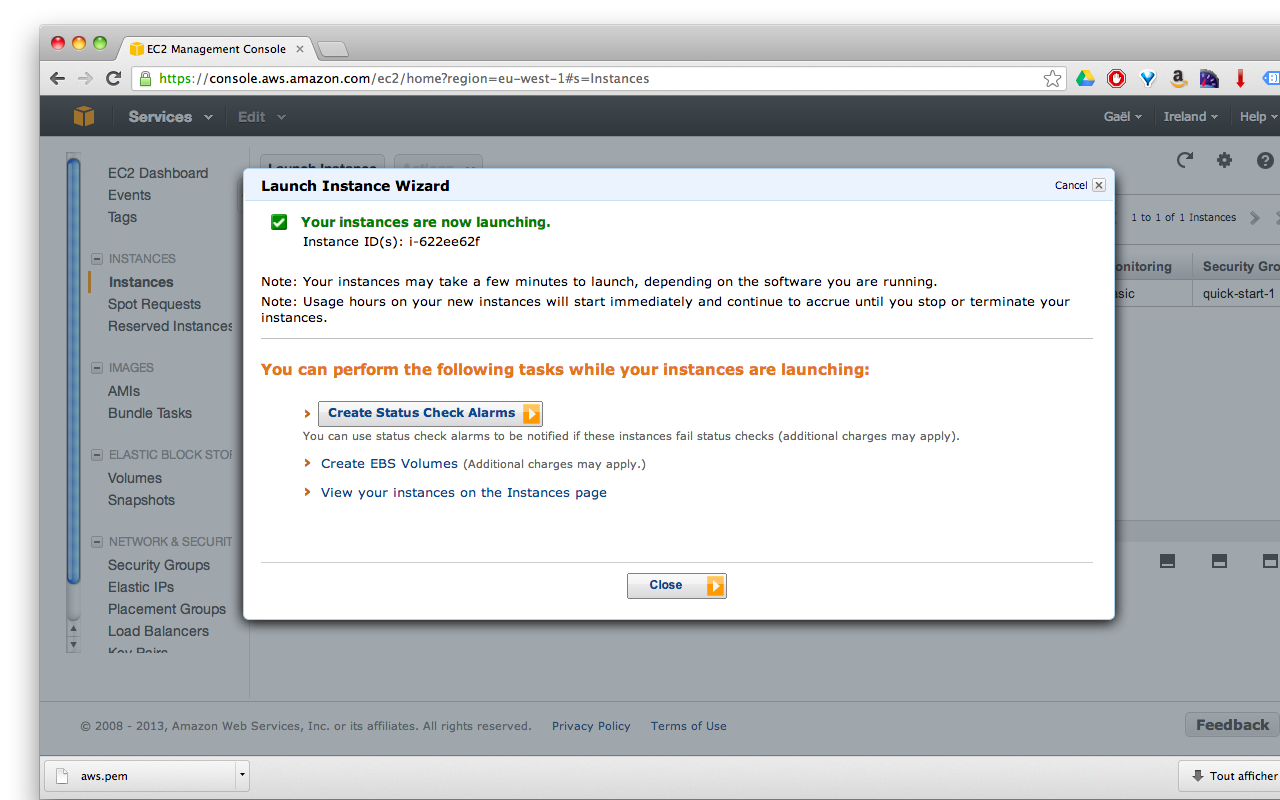 EC2 Management Console
https://console.aws.amazon.com/ec2/home?region=eu-west-1#s=Instances
Services Edit Gaël Ireland Help
EC2 Dashboard
Events
Tags
INSTANCES
Instances
Spot Requests
Reserved Instances
IMAGES
AMIs
Bundle Tasks
ELASTIC BLOCK STOR
Volumes
Snapshots
NETWORK & SECURIT
Security Groups
Elastic IPs
Placement Groups
Load Balancers
Key Pairs
Launch Instance Actions
1 to 1 of 1 Instances
onitoring Security Gro
asic quick-start-1
Launch Instance Wizard Cancel
Your instances are now launching.
Instance ID(s): i-622ee62f
Note: Your instances may take a few minutes to launch, depending on the software you are running.
Note: Usage hours on your new instances will start immediately and continue to accrue until you stop or terminate your
instances.
You can perform the following tasks while your instances are launching:
Create Status Check Alarms
You can use status check alarms to be notified if these instances fail status checks (additional charges may apply).
Create EBS Volumes (Additional charges may apply.)
View your instances on the Instances page
Close
© 2008 - 2013, Amazon Web Services, Inc. or its affiliates. All rights reserved. Privacy Policy Terms of Use
Feedback
aws.pem
Tout afficher